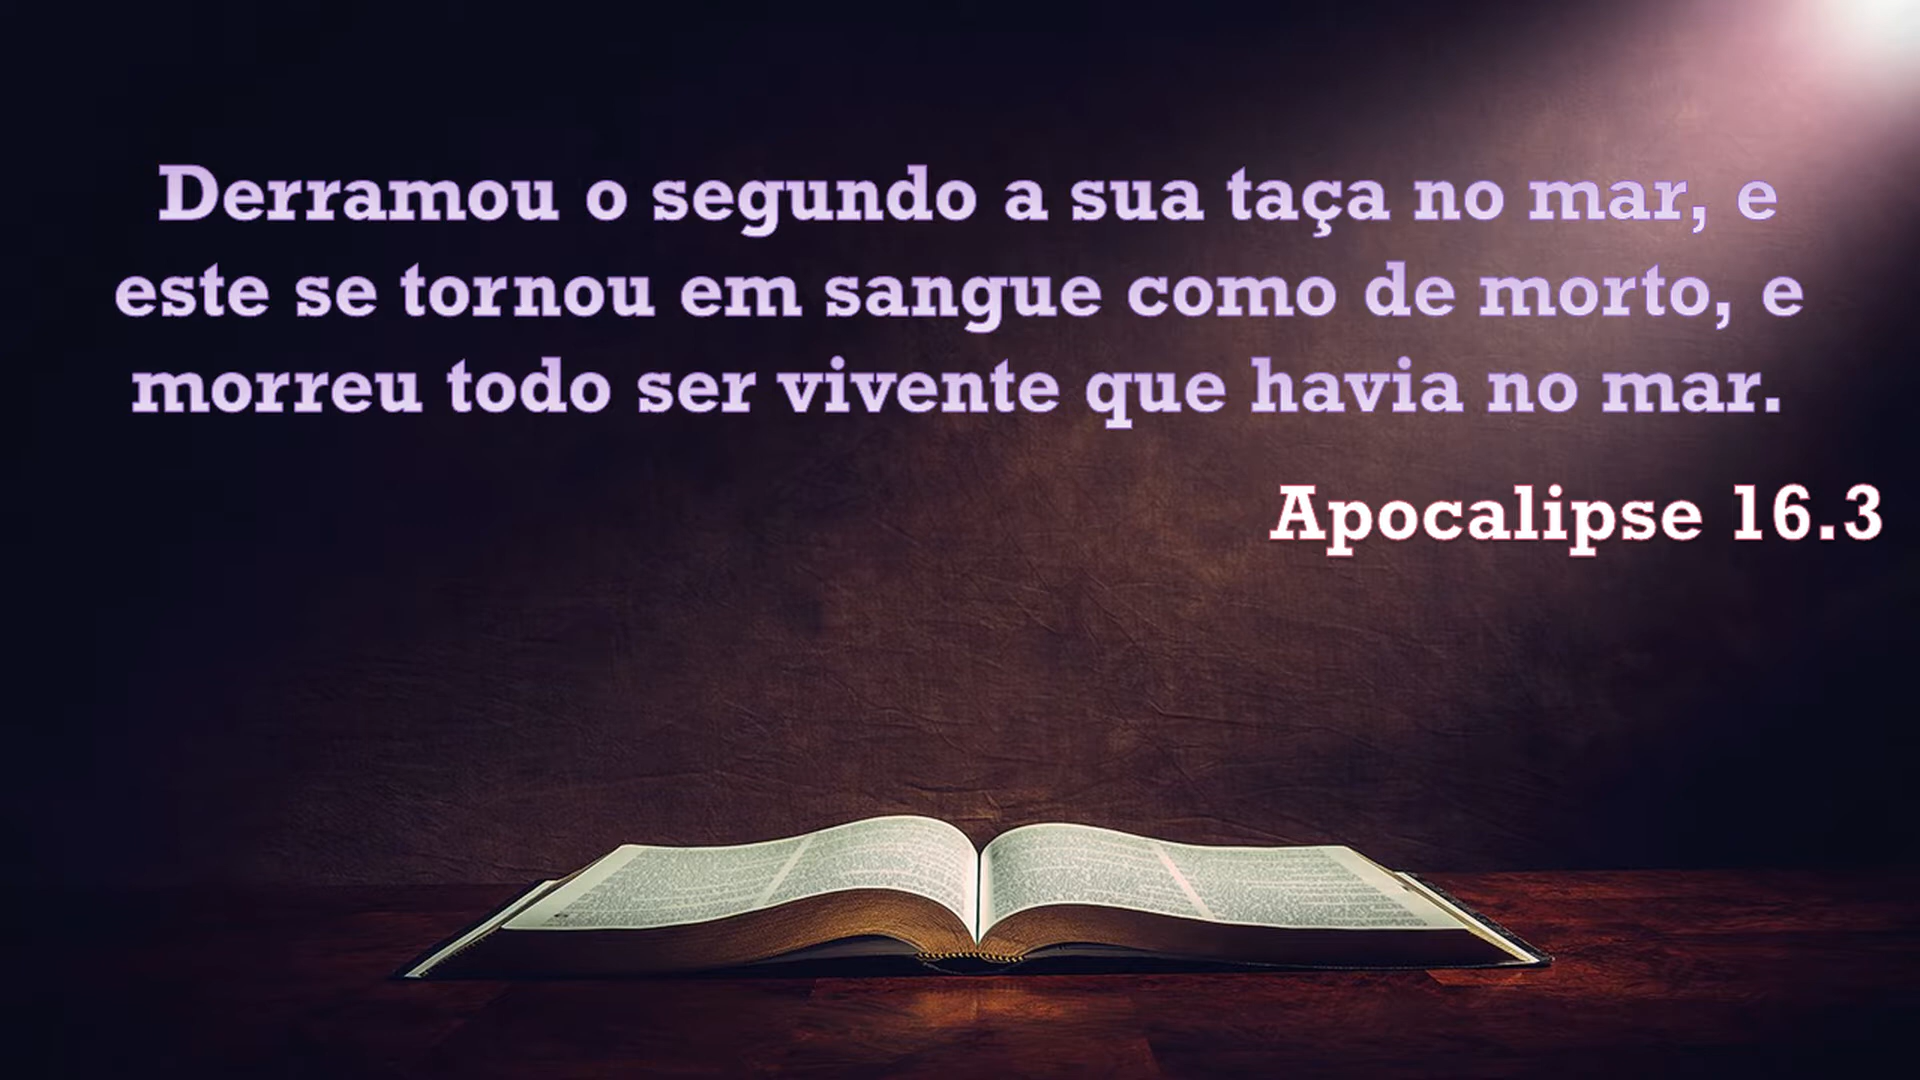 Derramou o segundo a sua taça no mar, e
este se tornou em sangue como de morto, e
morreu todo ser vivente que havia no mar.
Apocalipse 16.3